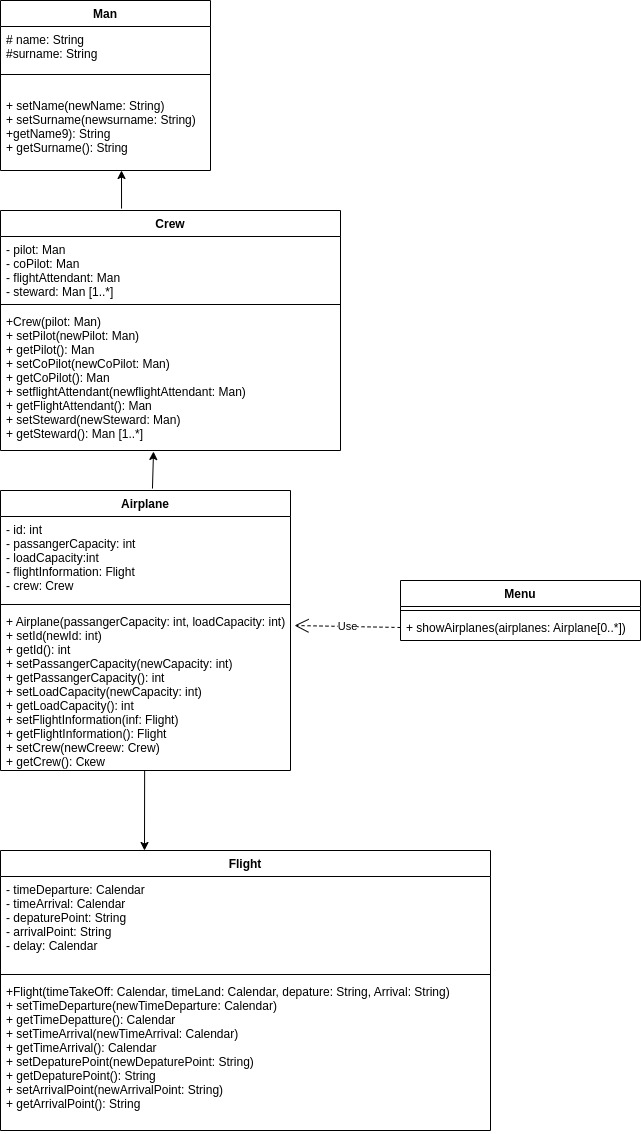 Man
# name: String
#surname: String
+ setName(newName: String)
+ setSurname(newsurname: String)
+getName9): String
+ getSurname(): String
Crew
- pilot: Man
- coPilot: Man
- flightAttendant: Man
- steward: Man [1..*]
+Crew(pilot: Man)
+ setPilot(newPilot: Man)
+ getPilot(): Man
+ setCoPilot(newCoPilot: Man)
+ getCoPilot(): Man
+ setflightAttendant(newflightAttendant: Man)
+ getFlightAttendant(): Man
+ setSteward(newSteward: Man)
+ getSteward(): Man [1..*]
Airplane
- id: int
- passangerCapacity: int
- loadCapacity:int
- flightInformation: Flight
- crew: Crew
+ Airplane(passangerCapacity: int, loadCapacity: int)
+ setId(newId: int)
+ getId(): int
+ setPassangerCapacity(newCapacity: int)
+ getPassangerCapacity(): int
+ setLoadCapacity(newCapacity: int)
+ getLoadCapacity(): int
+ setFlightInformation(inf: Flight)
+ getFlightInformation(): Flight
+ setCrew(newCreew: Crew)
+ getCrew(): Скеw
Use
Menu
+ showAirplanes(airplanes: Airplane[0..*])
Flight
- timeDeparture: Calendar
- timeArrival: Calendar
- depaturePoint: String
- arrivalPoint: String
- delay: Calendar
+Flight(timeTakeOff: Calendar, timeLand: Calendar, depature: String, Arrival: String)
+ setTimeDeparture(newTimeDeparture: Calendar)
+ getTimeDepatture(): Calendar
+ setTimeArrival(newTimeArrival: Calendar)
+ getTimeArrival(): Calendar
+ setDepaturePoint(newDepaturePoint: String)
+ getDepaturePoint(): String
+ setArrivalPoint(newArrivalPoint: String)
+ getArrivalPoint(): String